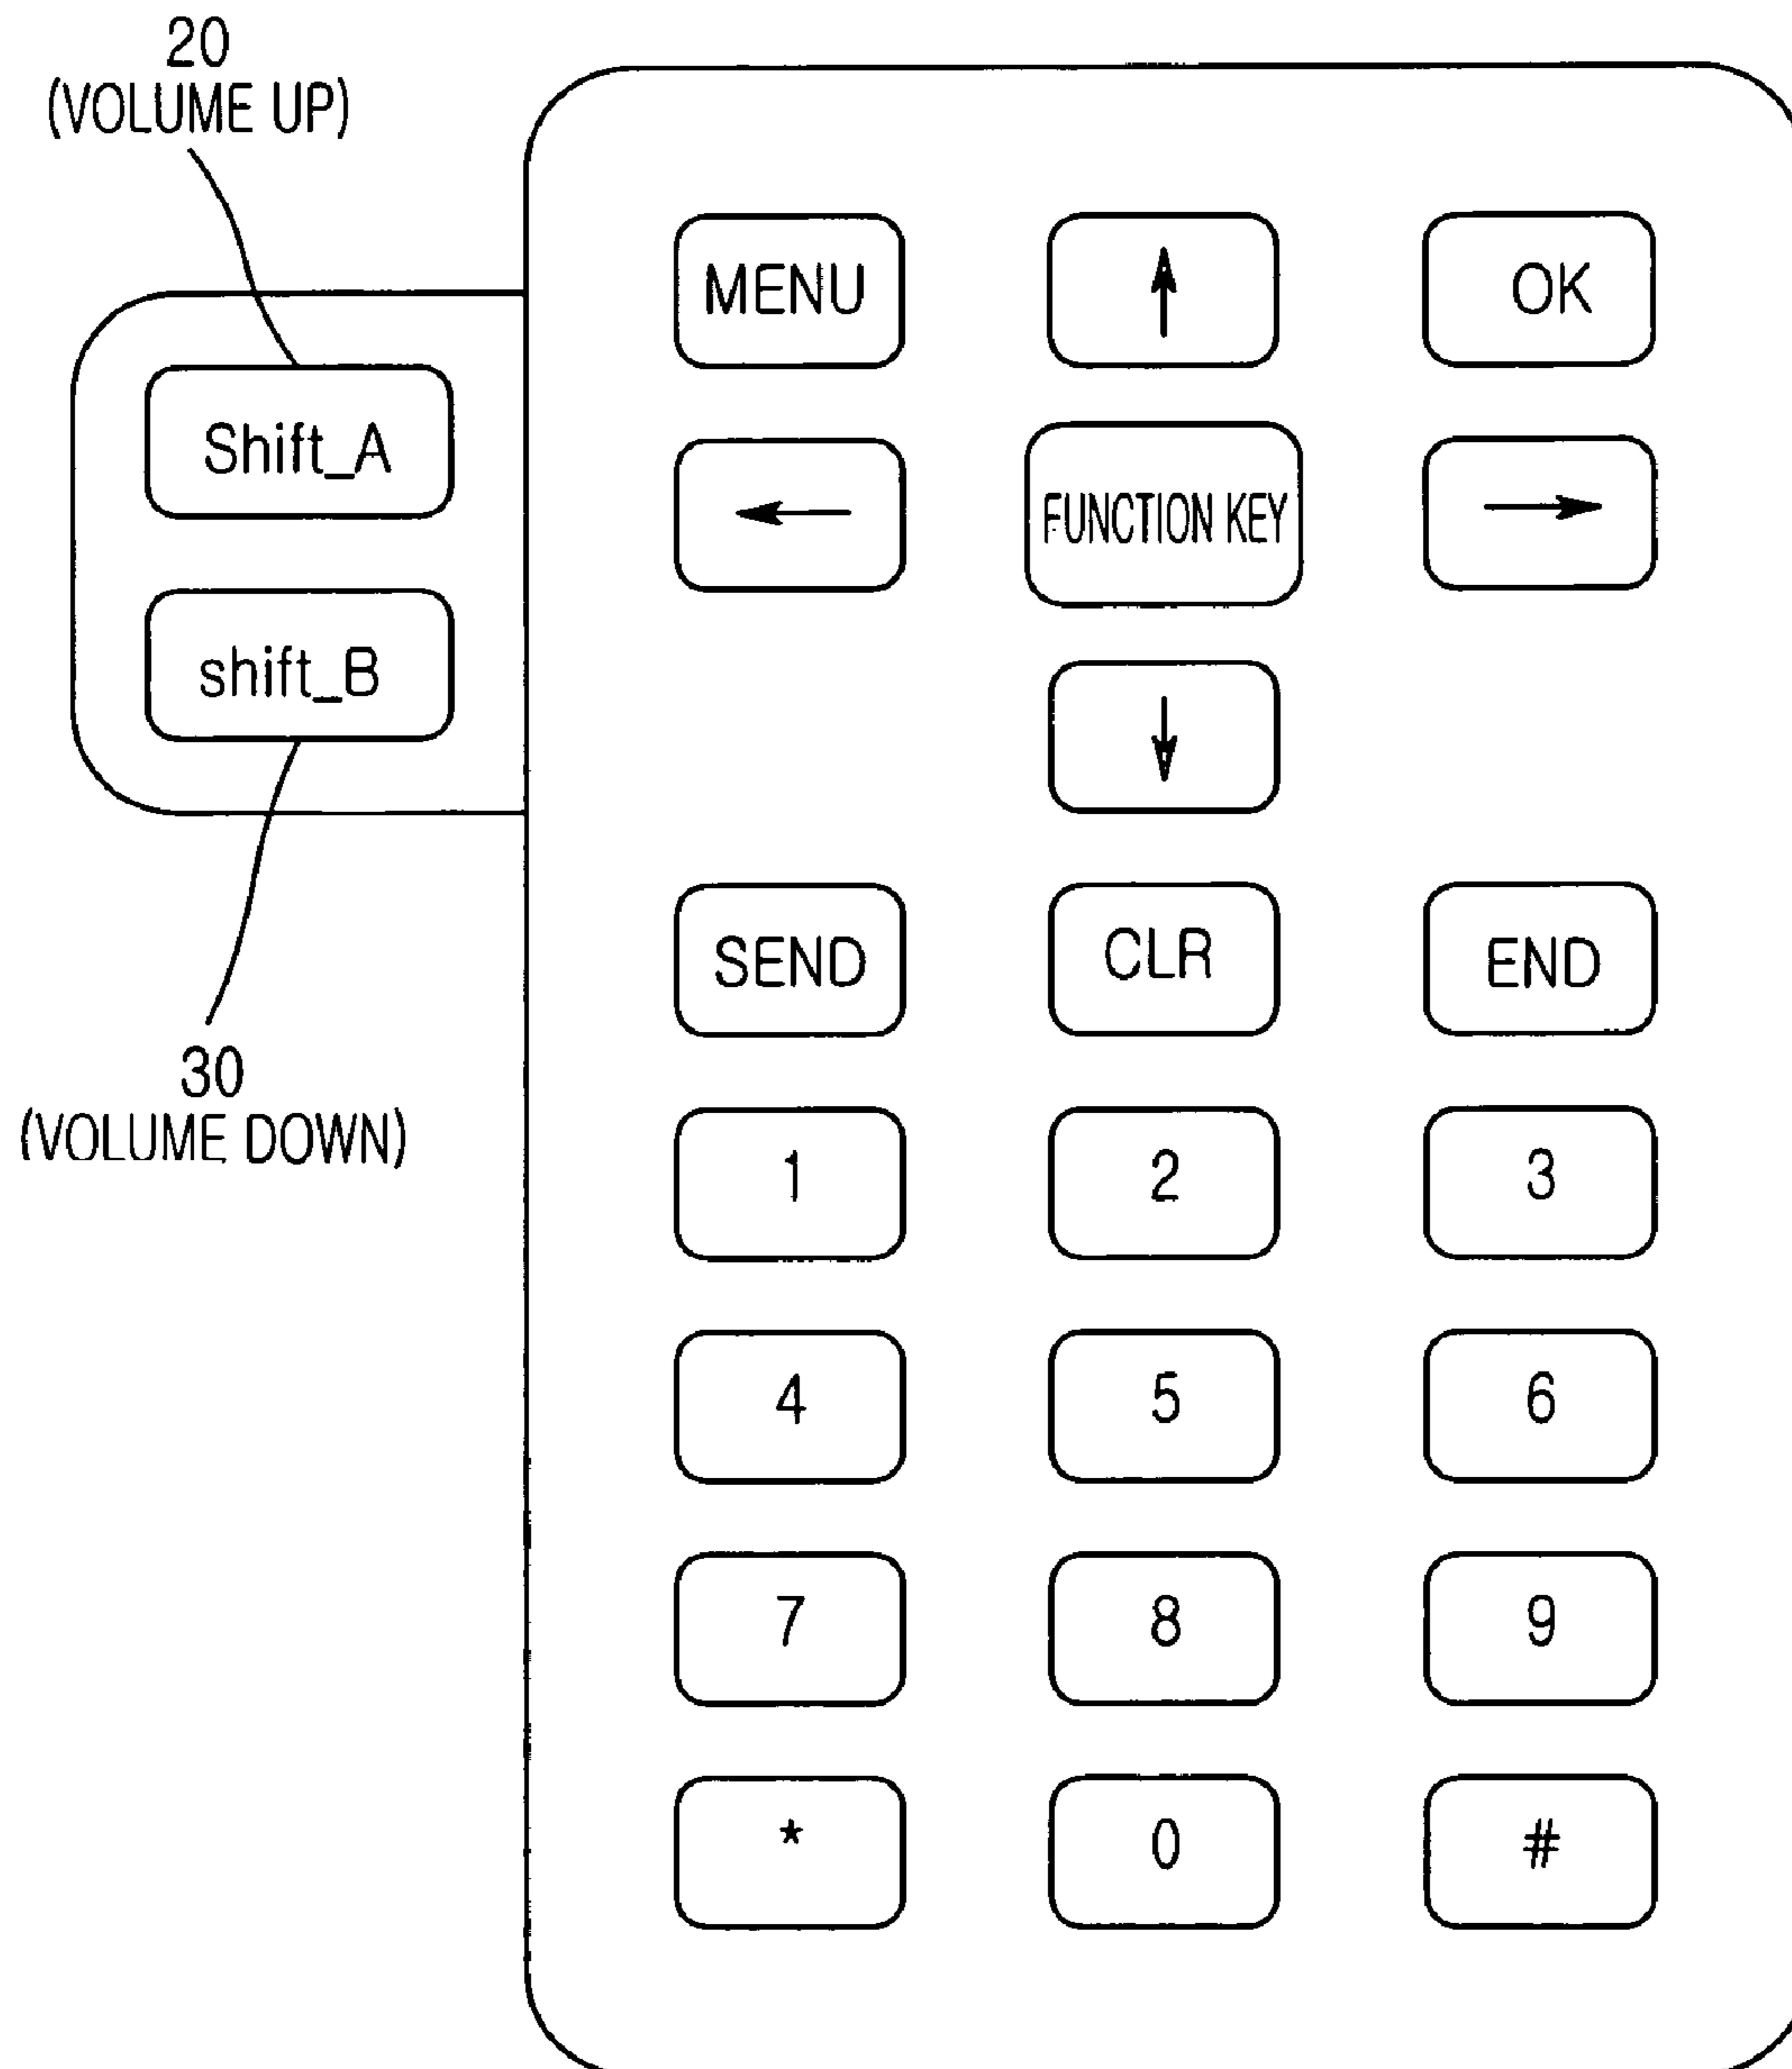 20
(VOLUME UP)
MENU
OK
Shift_A
FUNCTION KEY
shift_B
SEND CLR END
30
(VOLUME DOWN)
1 2 3
4 5 6
7 8 9
* 0 #